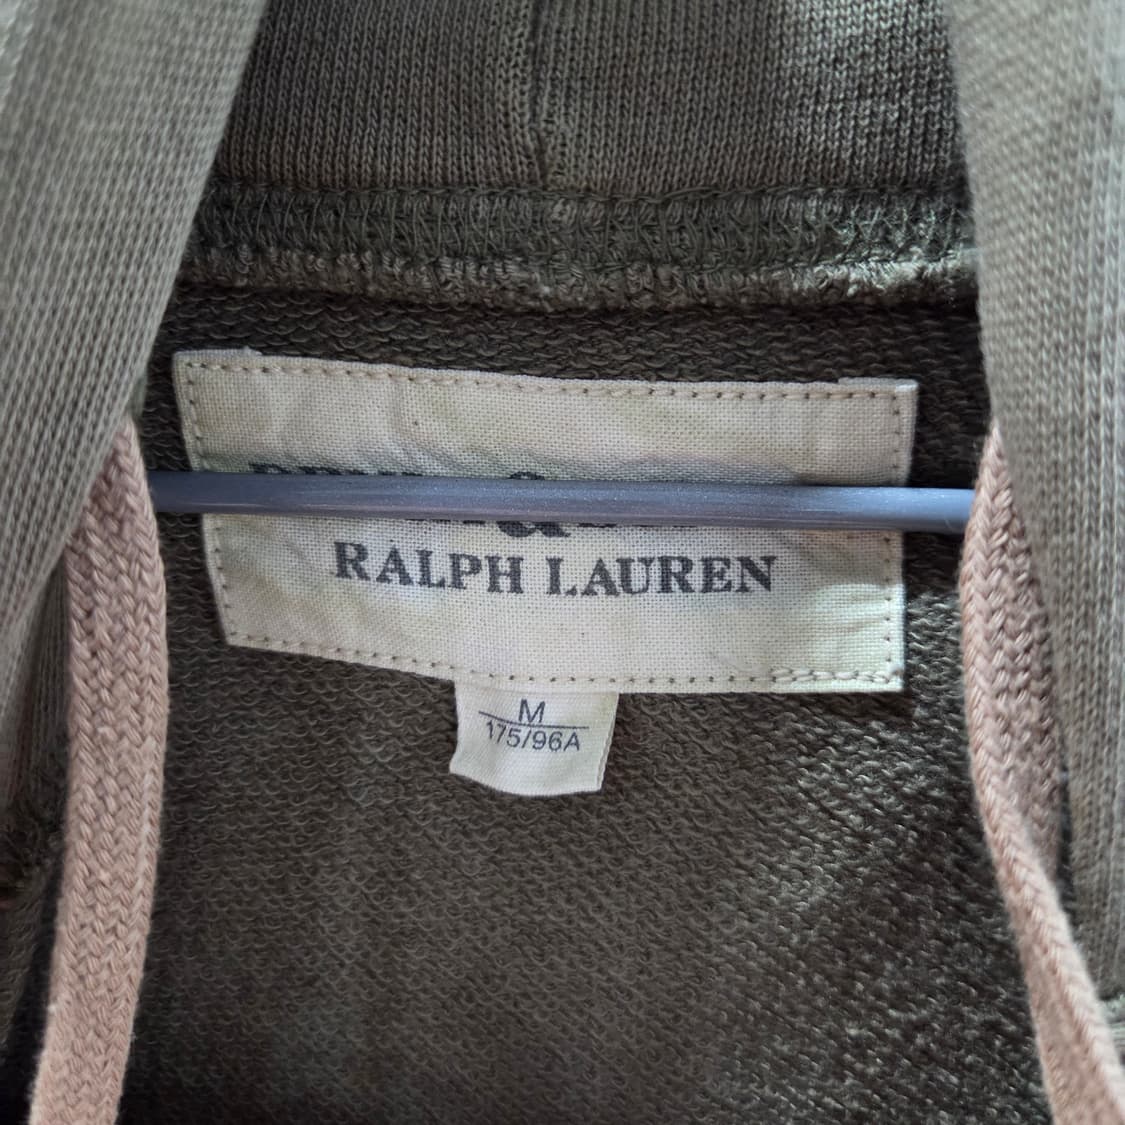 &
RALPH LAUREN
M
175/96A